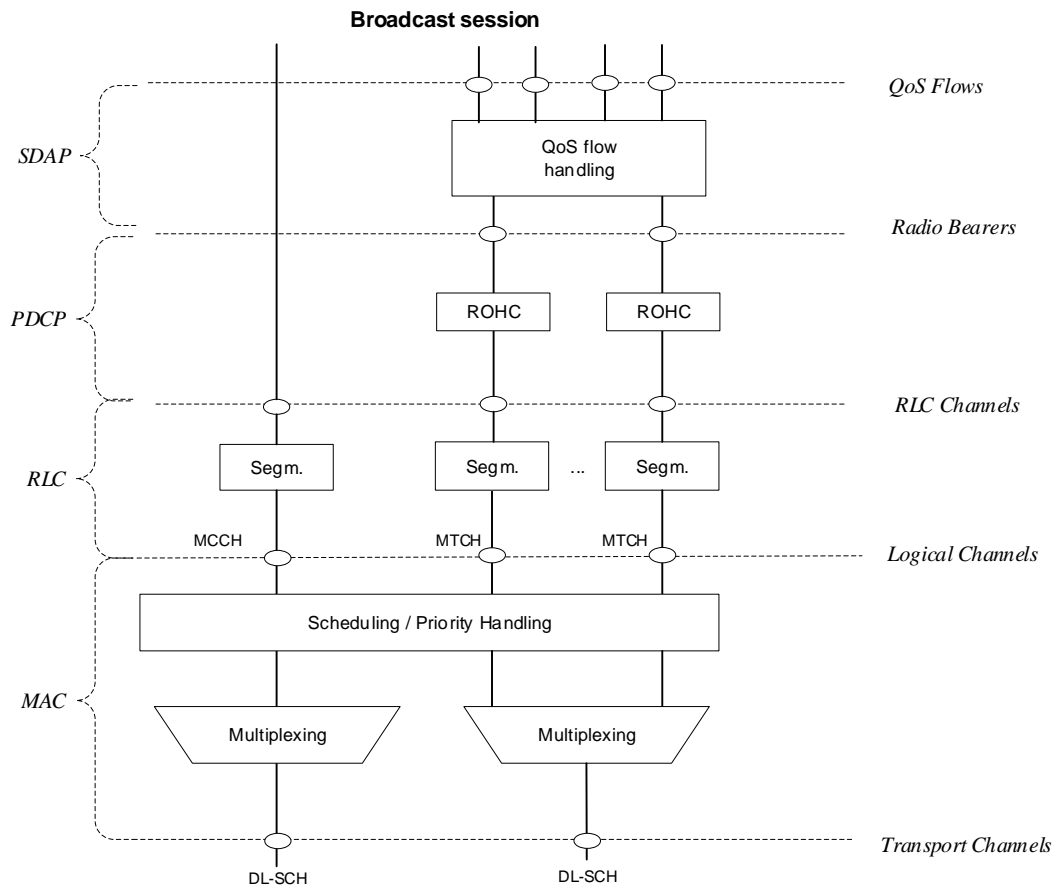 Broadcast session
QoS Flows
SDAP
QoS flow
handling
Radio Bearers
PDCP
ROHC
ROHC
RLC Channels
RLC
Segm.
Segm.
...
Segm.
MCCH
MTCH
MTCH
Logical Channels
Scheduling / Priority Handling
MAC
Multiplexing
Multiplexing
Transport Channels
DL-SCH
DL-SCH